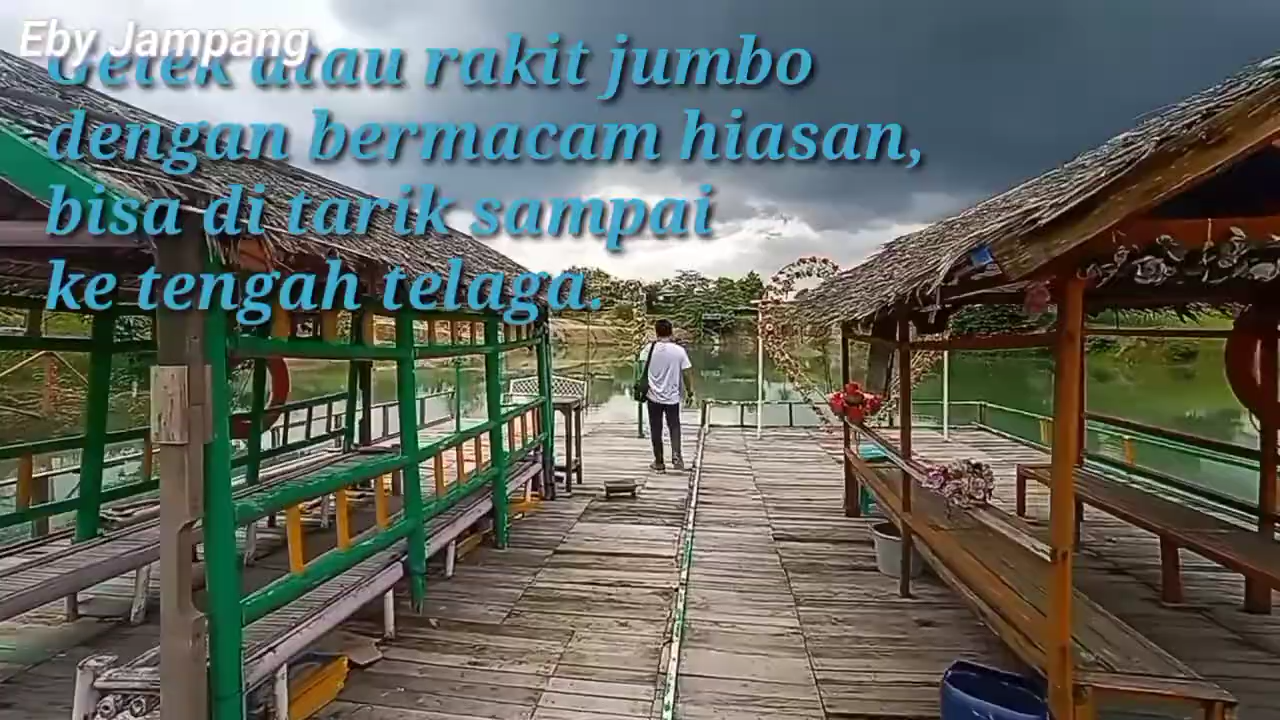 Eby Jampang
Getek atau rakit jumbo
dengan bermacam hiasan,
bisa di tarik sampai
ke tengah telaga.